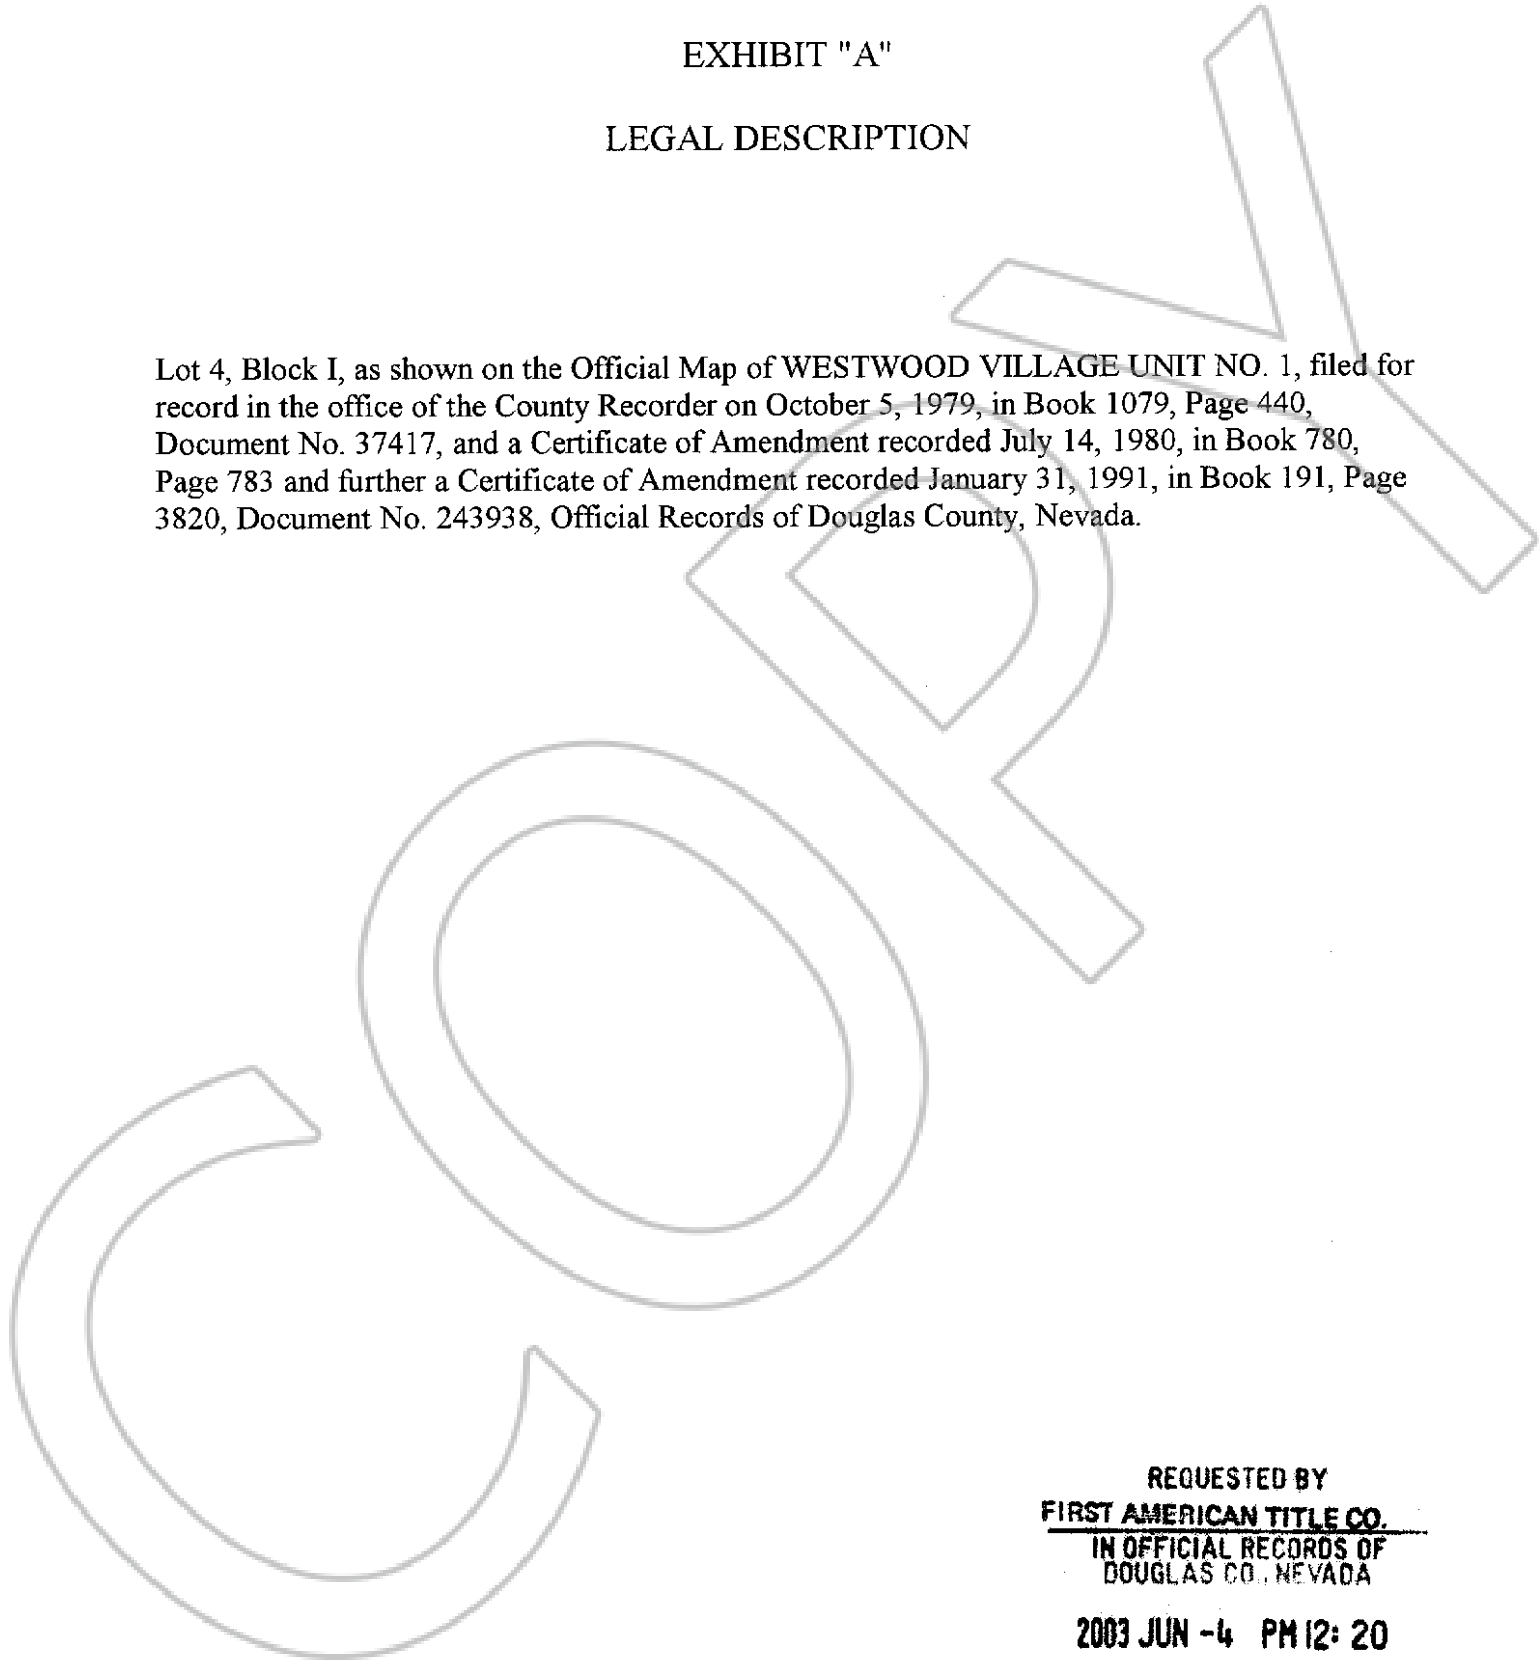 EXHIBIT "A"
LEGAL DESCRIPTION
Lot 4, Block I, as shown on the Official Map of WESTWOOD VILLAGE UNIT NO. 1, filed for
record in the office of the County Recorder on October 5, 1979, in Book 1079, Page 440,
Document No. 37417, and a Certificate of Amendment recorded July 14, 1980, in Book 780,
Page 783 and further a Certificate of Amendment recorded January 31, 1991, in Book 191, Page
3820, Document No. 243938, Official Records of Douglas County, Nevada.
COPY
REQUESTED BY
FIRST AMERICAN TITLE CO.
IN OFFICIAL RECORDS OF
DOUGLAS CO., NEVADA
2003 JUN -4 PM 12: 20